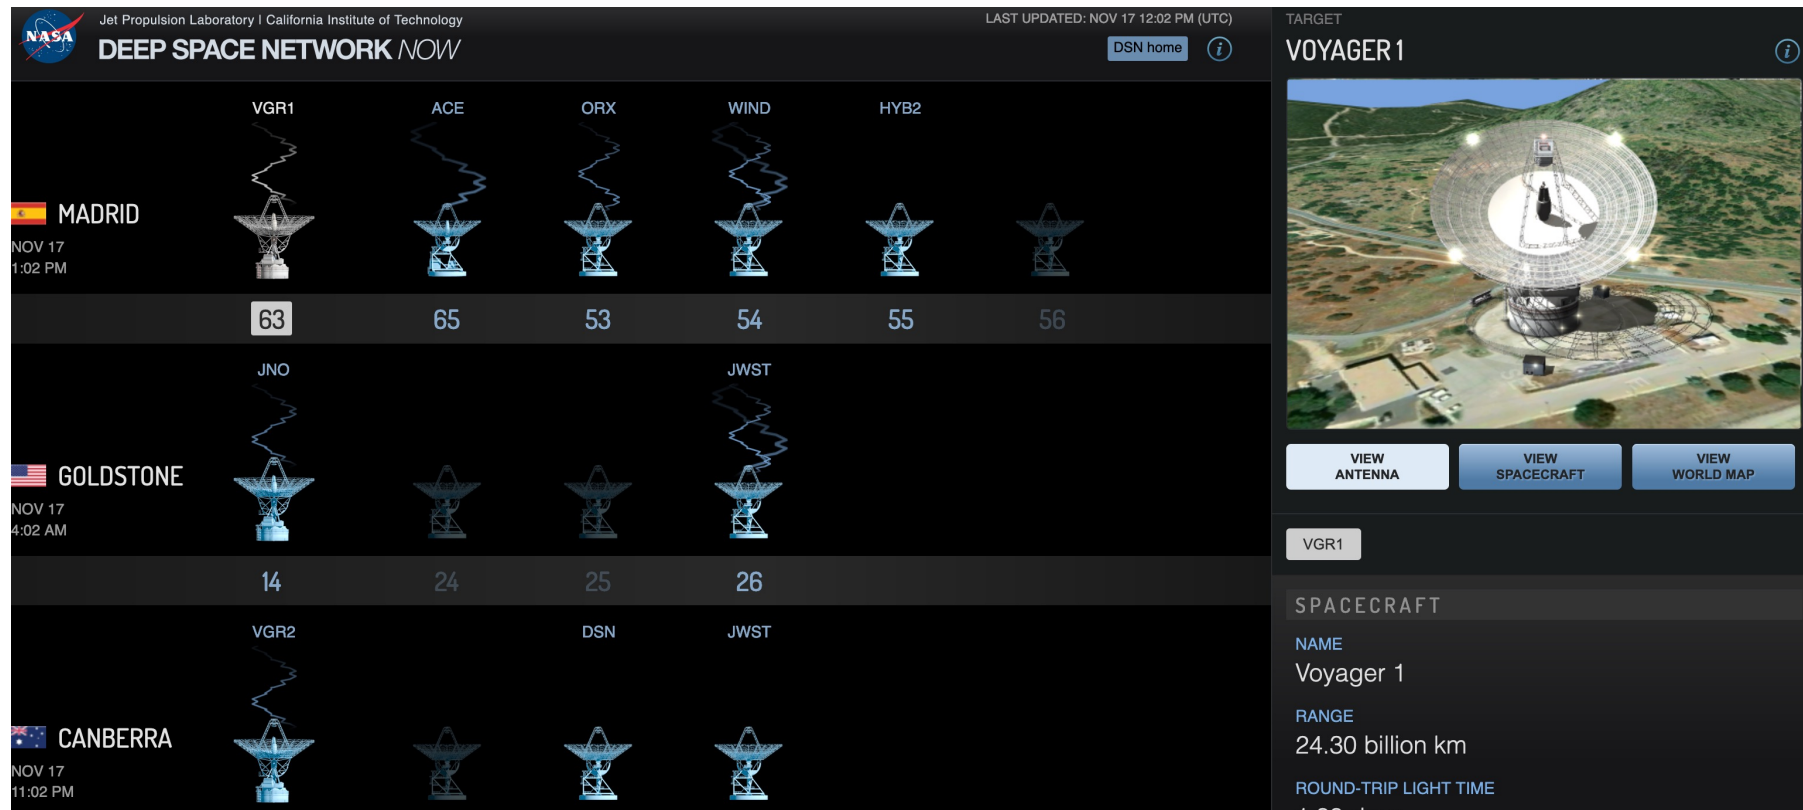 NASA
Jet Propulsion Laboratory | California Institute of Technology
DEEP SPACE NETWORK NOW
LAST UPDATED: NOV 17 12:02 PM (UTC)
DSN home
i
VGR1
ACE
ORX
WIND
HYB2
MADRID
NOV 17
1:02 PM
63
65
53
54
55
56
JNO
JWST
GOLDSTONE
NOV 17
4:02 AM
14
24
25
26
VGR2
DSN
JWST
CANBERRA
NOV 17
11:02 PM
TARGET
VOYAGER 1
i
VIEW
ANTENNA
VIEW
SPACECRAFT
VIEW
WORLD MAP
VGR1
SPACECRAFT
NAME
Voyager 1
RANGE
24.30 billion km
ROUND-TRIP LIGHT TIME